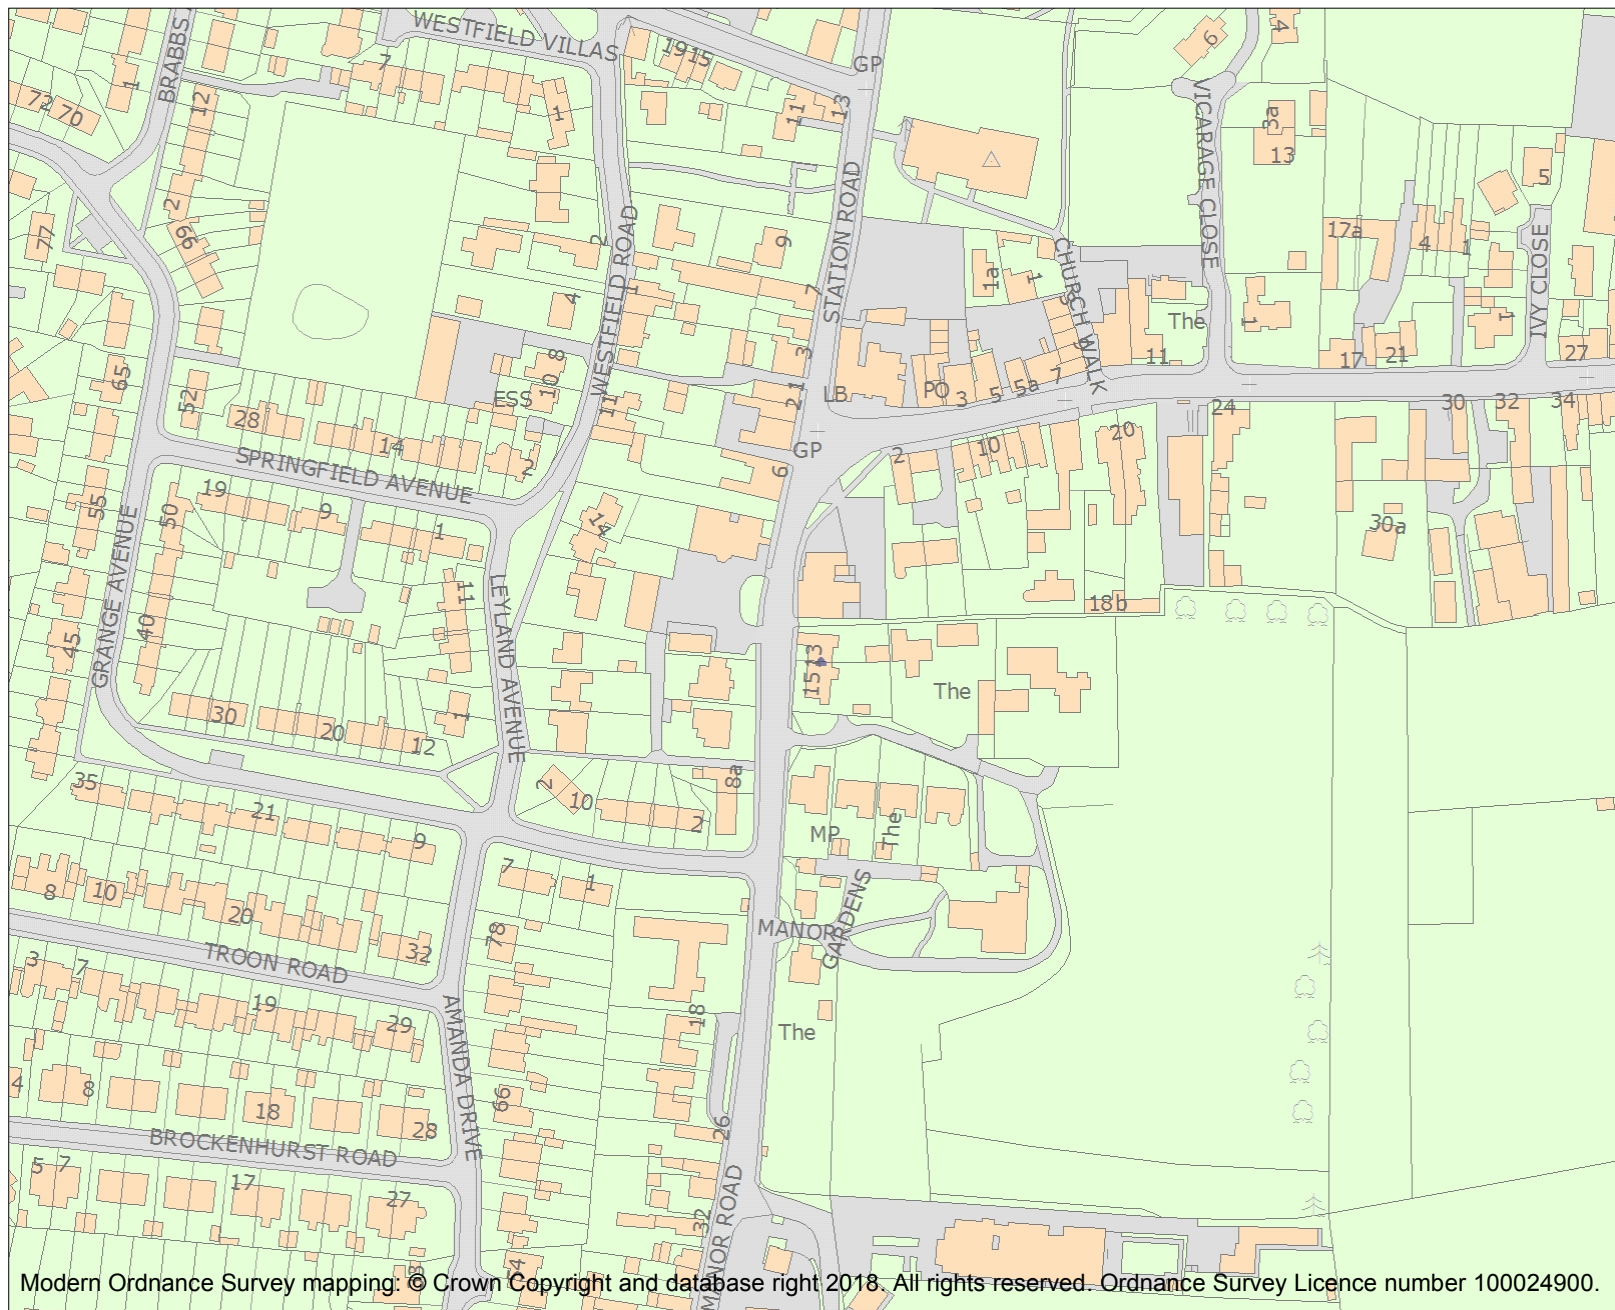 WESTFIELD VILLAS
BRABBS
1915
GP
6
4
7
1
72
70
12
1
11
13
VICARAGE CLOSE
3a
13
STATION ROAD
5
2
66
77
WESTFIELD ROAD
2
9
17a
4
1
CHURCH WALK
1a
1
IVY CLOSE
4
1
7
The
1
1
65
8
10
3
11
17
21
27
52
ESS
11
2
1
LB
PO
3
5
5a
7
9
28
14
24
30
32
34
SPRINGFIELD AVENUE
2
6
GP
2
10
20
55
50
19
9
1
14
30a
GRANGE AVENUE
LEYLAND AVENUE
11
18b
45
40
13
15
The
30
20
12
1
35
2
10
8a
21
9
2
MP
The
7
1
8
10
20
32
78
MANOR
GARDENS
TROON ROAD
3
7
19
29
18
The
AMANDA DRIVE
4
8
18
28
66
26
BROCKENHURST ROAD
5
7
17
27
32
MANOR ROAD
54
Modern Ordnance Survey mapping: © Crown Copyright and database right 2018. All rights reserved. Ordnance Survey Licence number 100024900.